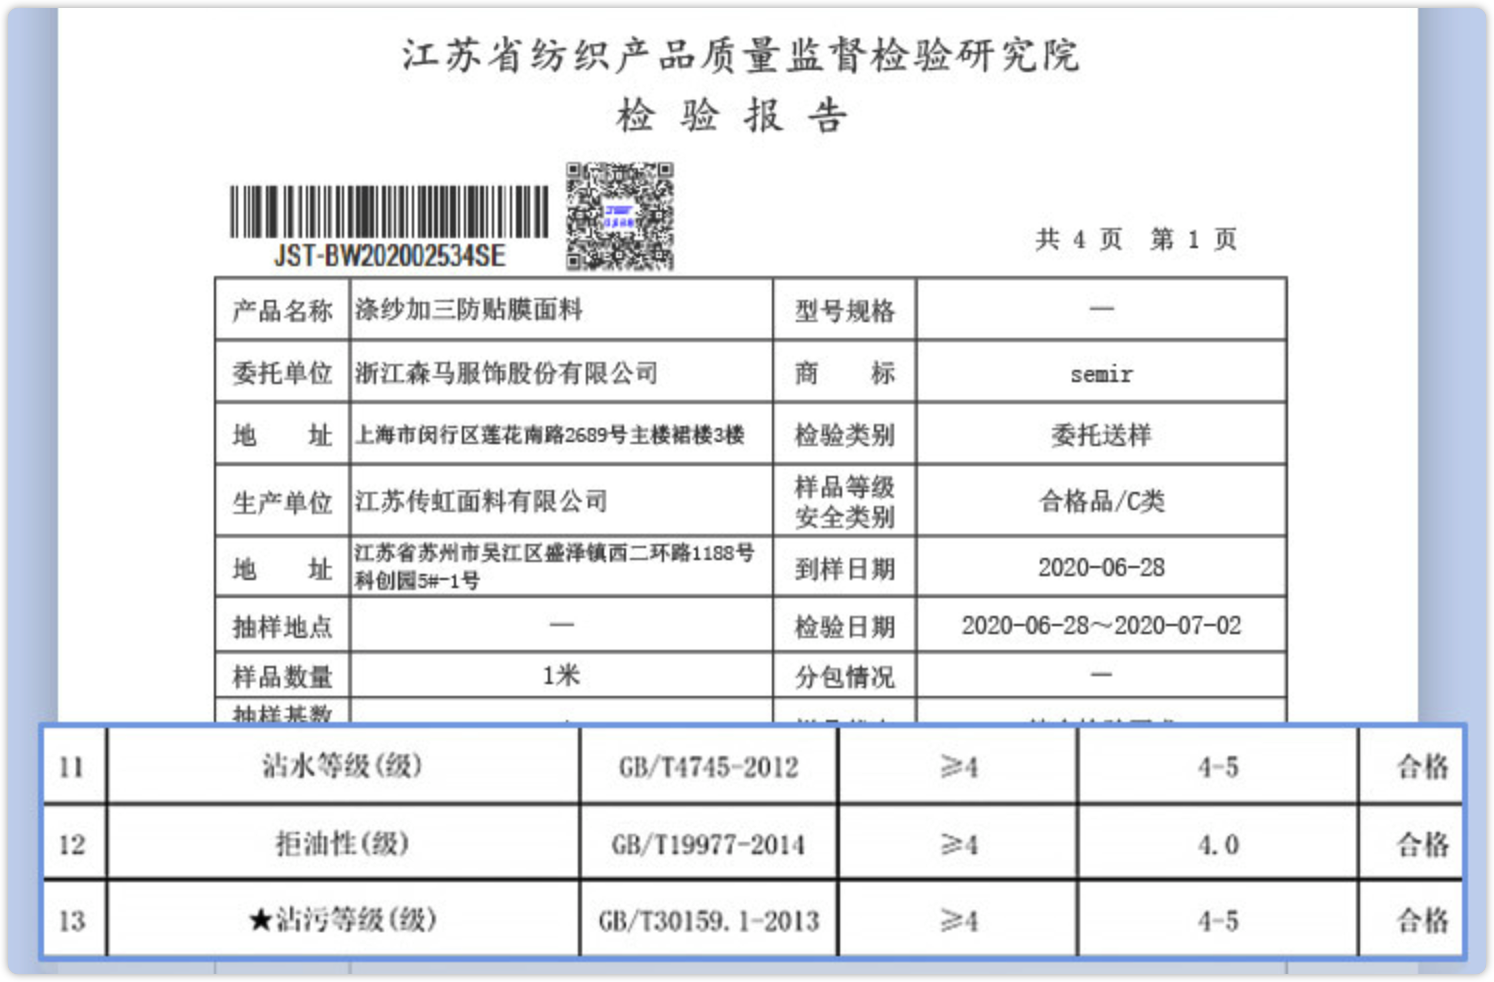 江苏省纺织产品质量监督检验研究院
检 验 报 告
JST-BW202002534SE
共 4 页 第 1 页
产品名称 涤纱加三防贴膜面料 型号规格 —
委托单位 浙江森马服饰股份有限公司 商 标 semir
地 址 上海市闵行区莲花南路2689号主楼裙楼3楼 检验类别 委托送样
生产单位 江苏传虹面料有限公司 样品等级 安全类别 合格品/C类
地 址 江苏省苏州市吴江区盛泽镇西二环路1188号 到样日期 2020-06-28
科创园5#-1号
抽样地点 — 检验日期 2020-06-28～2020-07-02
样品数量 1米 分包情况 —
抽样基数
11 沾水等级(级) GB/T4745-2012 ≥4 4-5 合格
12 拒油性(级) GB/T19977-2014 ≥4 4.0 合格
13 ★沾污等级(级) GB/T30159.1-2013 ≥4 4-5 合格